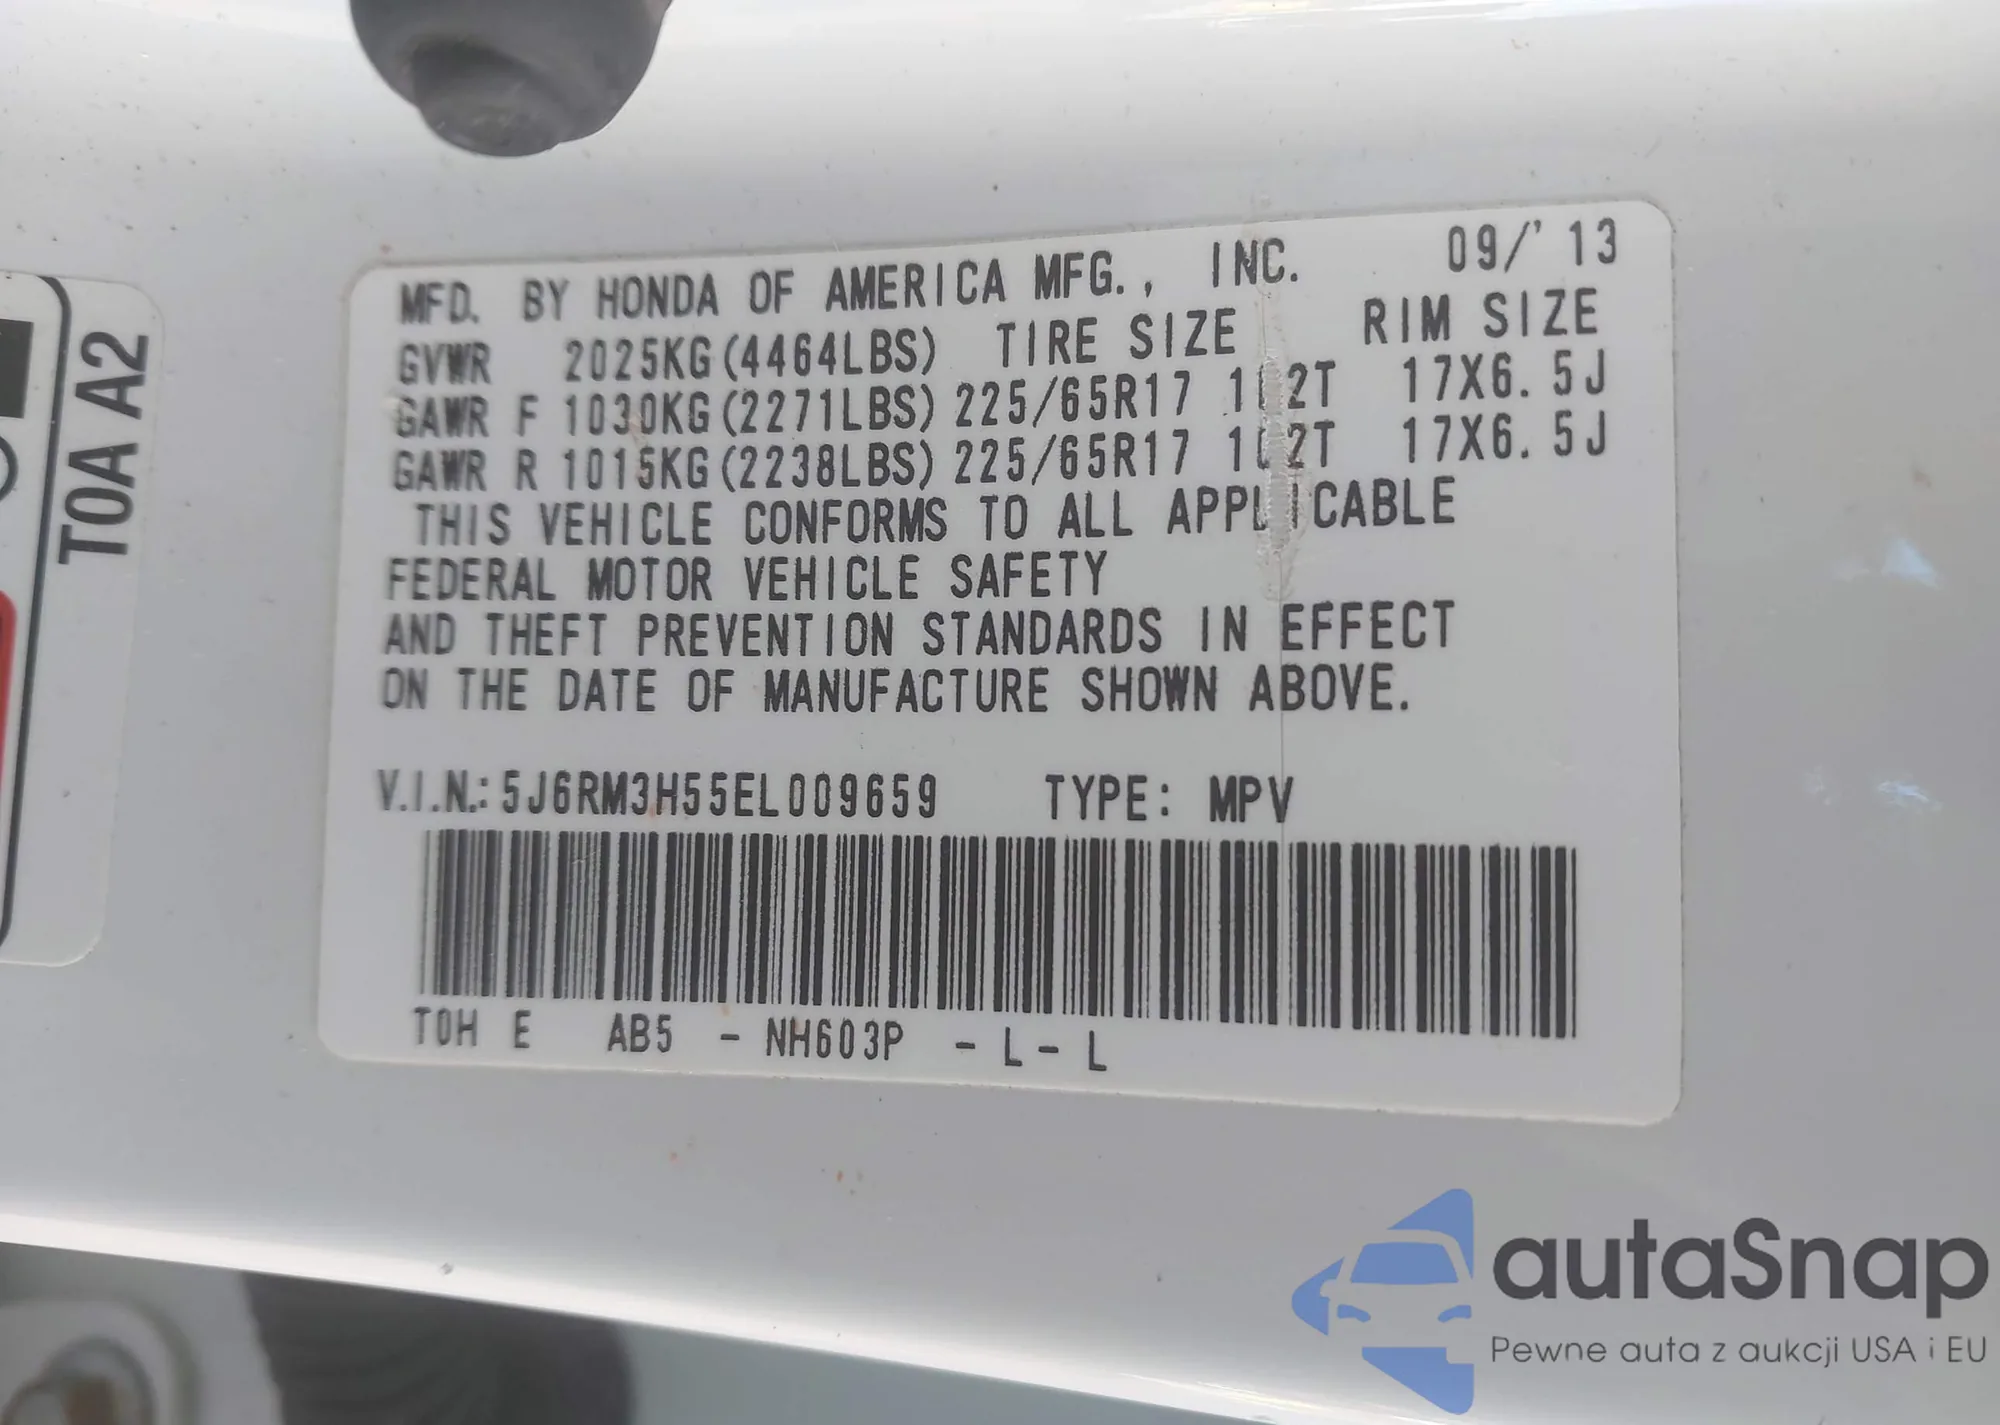 MFD. BY HONDA OF AMERICA MFG., INC. 09/'13
GVWR 2025KG(4464LBS) TIRE SIZE RIM SIZE
GAWR F 1030KG(2271LBS) 225/65R17 102T 17X6.5J
GAWR R 1015KG(2238LBS) 225/65R17 102T 17X6.5J
THIS VEHICLE CONFORMS TO ALL APPLICABLE
FEDERAL MOTOR VEHICLE SAFETY
AND THEFT PREVENTION STANDARDS IN EFFECT
ON THE DATE OF MANUFACTURE SHOWN ABOVE.
V.I.N.: 5J6RM3H55EL009659 TYPE: MPV
T0H E AB5 - NH603P - L - L
T0A A2
autaSnap
Pewne auta z aukcji USA i EU